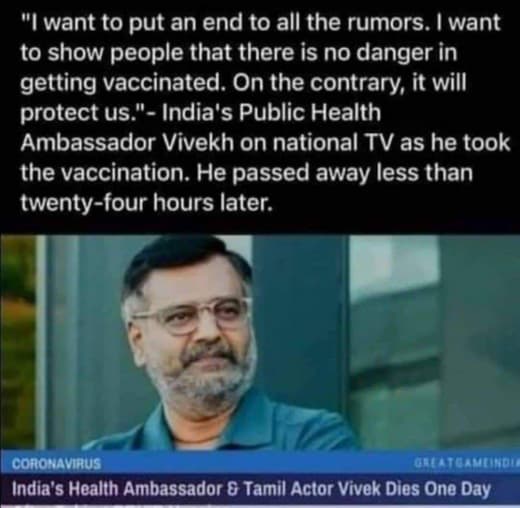 "I want to put an end to all the rumors. I want
to show people that there is no danger in
getting vaccinated. On the contrary, it will
protect us."- India's Public Health
Ambassador Vivekh on national TV as he took
the vaccination. He passed away less than
twenty-four hours later.
CORONAVIRUS
GREATGAMEINDIA
India's Health Ambassador & Tamil Actor Vivek Dies One Day